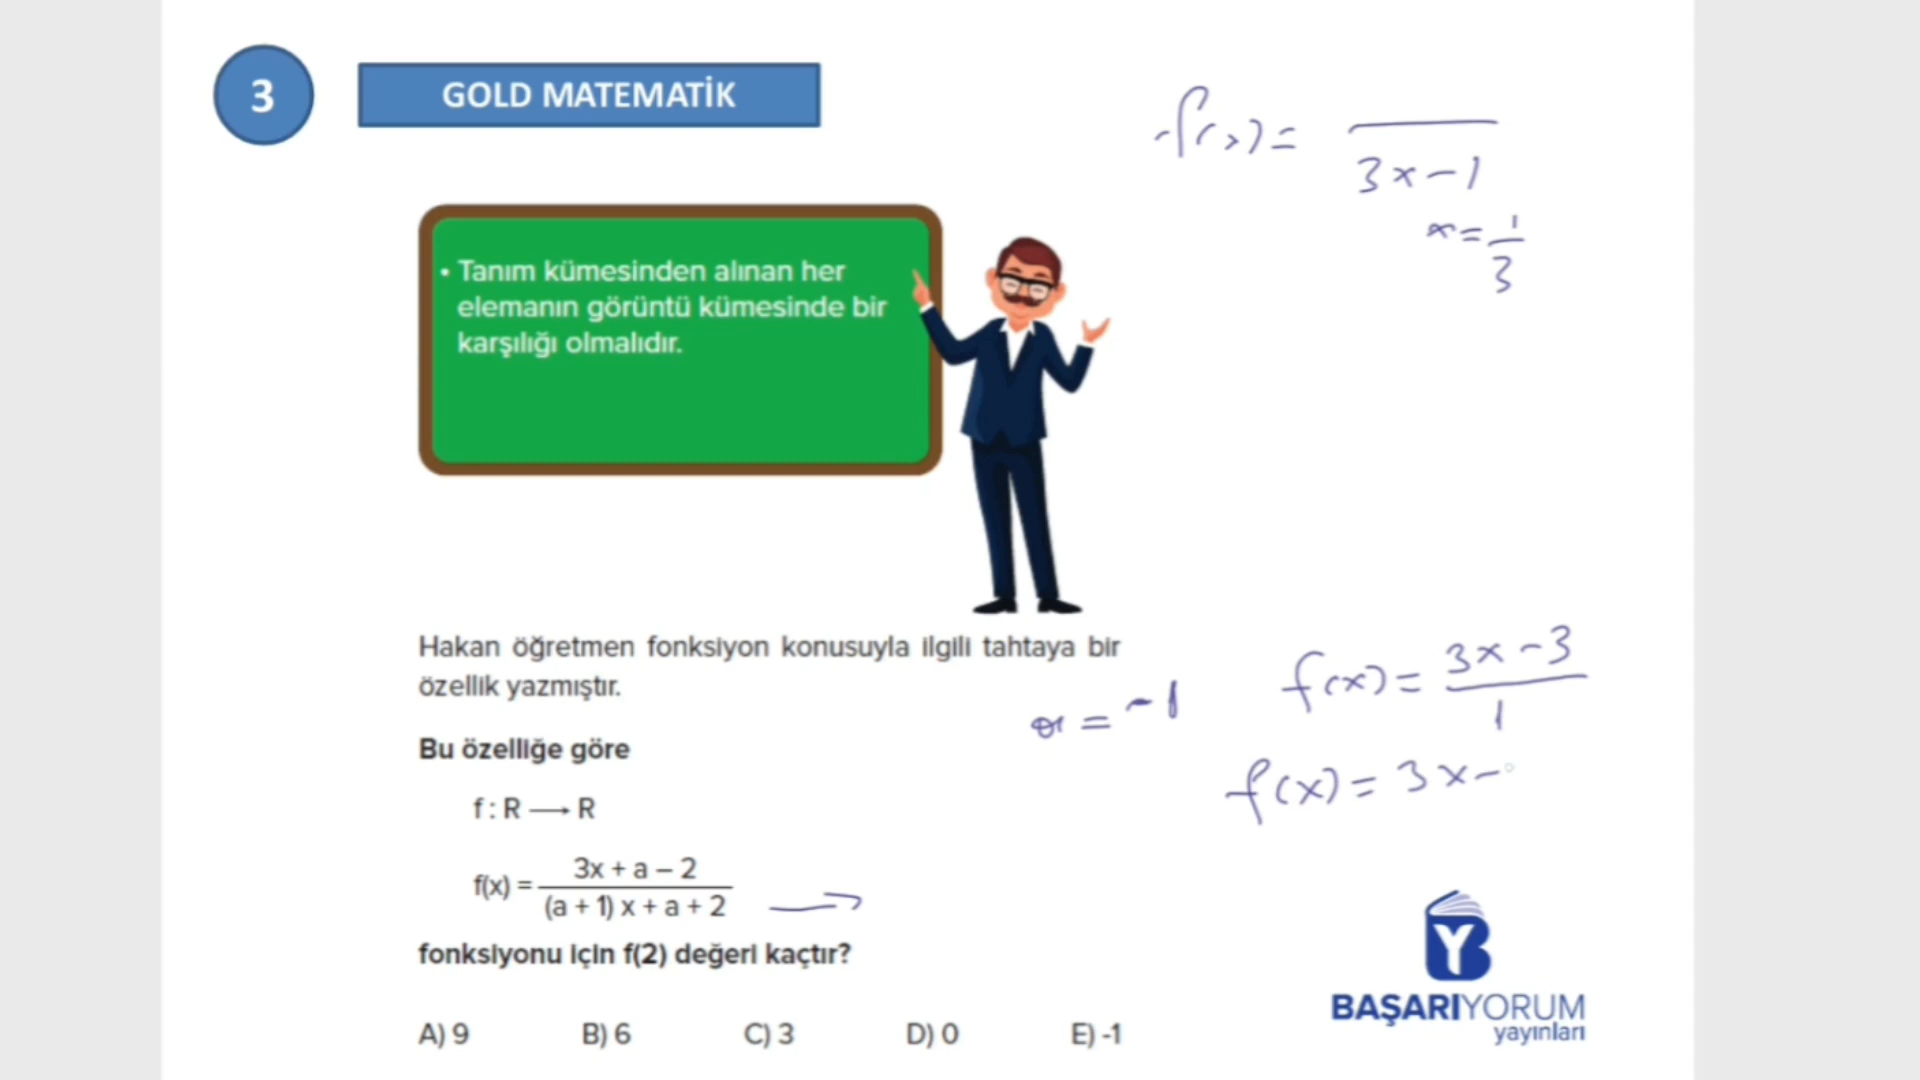 3
GOLD MATEMATİK
f(x) =
3x - 1
x = 1/3
• Tanım kümesinden alınan her
elemanın görüntü kümesinde bir
karşılığı olmalıdır.
Hakan öğretmen fonksiyon konusuyla ilgili tahtaya bir
özellik yazmıştır.
a = -1
f(x) = 3x - 3 / 1
f(x) = 3x -
Bu özelliğe göre
f : R ⟶ R
f(x) = 3x + a – 2 / (a + 1) x + a + 2
fonksiyonu için f(2) değeri kaçtır?
A) 9 B) 6 C) 3 D) 0 E) -1
BAŞARIYORUM
yayınları